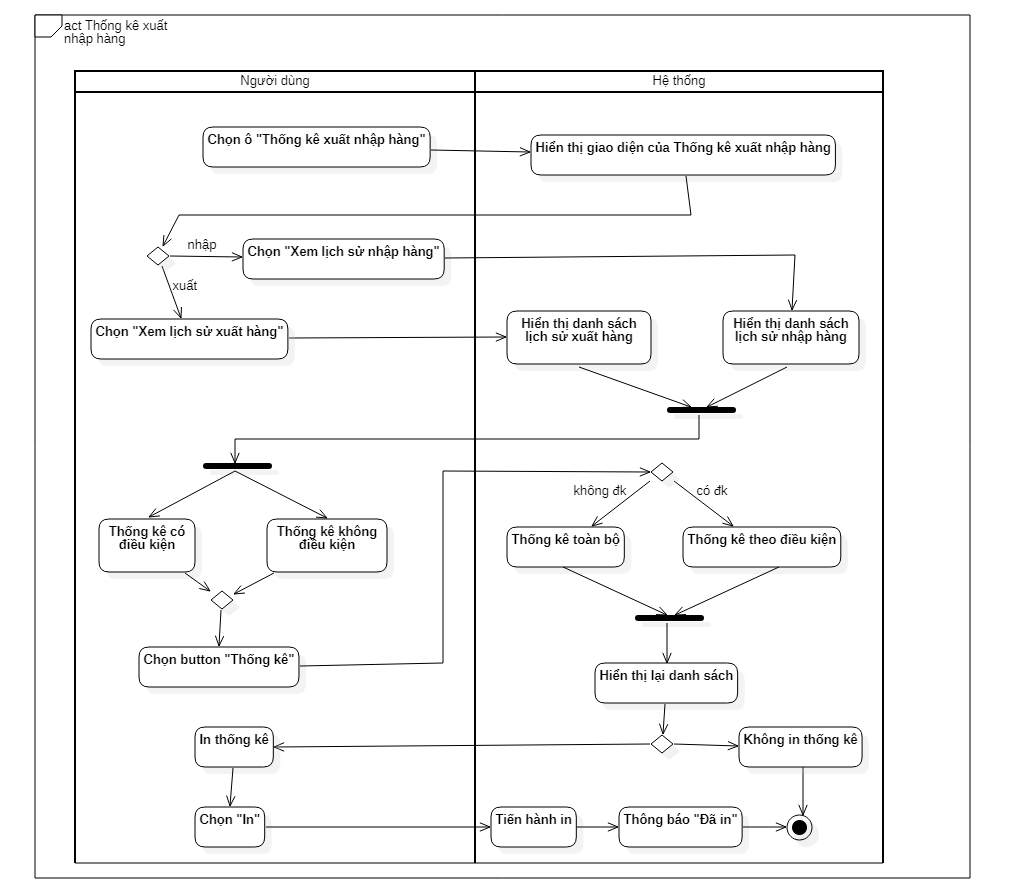 act Thống kê xuất
nhập hàng
Người dùng
Hệ thống
Chọn ô "Thống kê xuất nhập hàng"
Hiển thị giao diện của Thống kê xuất nhập hàng
nhập
Chọn "Xem lịch sử nhập hàng"
xuất
Chọn "Xem lịch sử xuất hàng"
Hiển thị danh sách
lịch sử xuất hàng
Hiển thị danh sách
lịch sử nhập hàng
không đk
có đk
Thống kê có
điều kiện
Thống kê không
điều kiện
Thống kê toàn bộ
Thống kê theo điều kiện
Chọn button "Thống kê"
Hiển thị lại danh sách
In thống kê
Không in thống kê
Chọn "In"
Tiến hành in
Thông báo "Đã in"